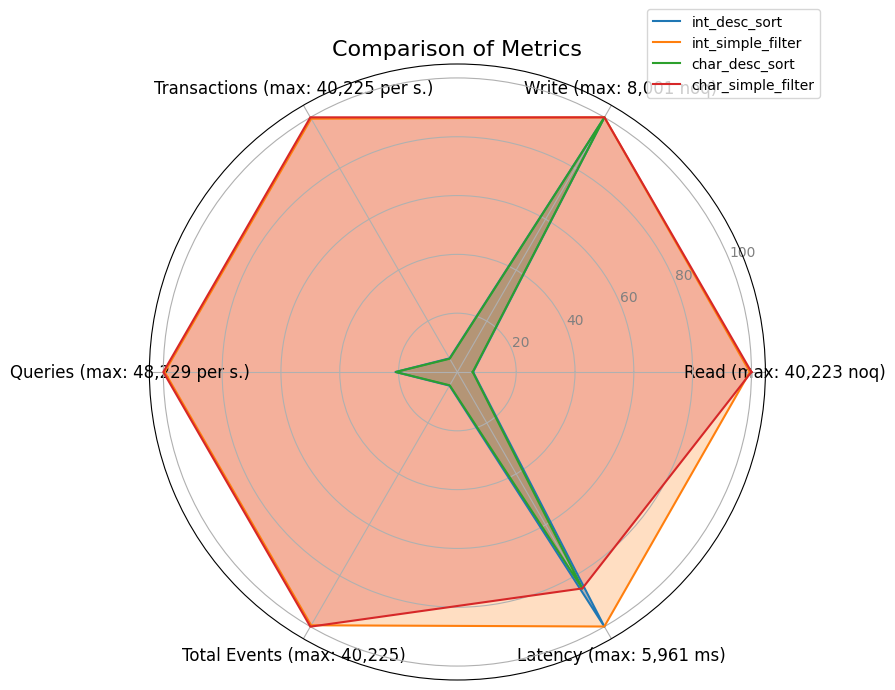 Comparison of Metrics
int_desc_sort
int_simple_filter
char_desc_sort
char_simple_filter
Transactions (max: 40,225 per s.)
Write (max: 8,001 noq)
100
80
60
40
20
Queries (max: 48,229 per s.)
Read (max: 40,223 noq)
Total Events (max: 40,225)
Latency (max: 5,961 ms)